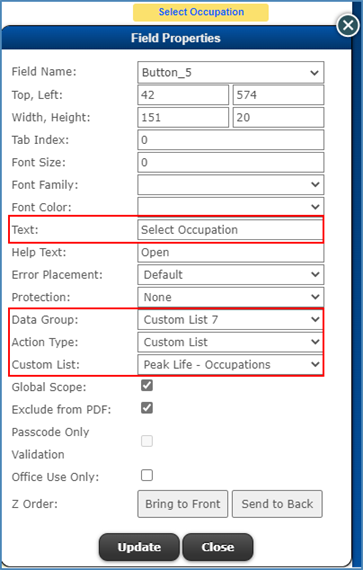 Select Occupation
Field Properties
Field Name: Button_5
Top, Left: 42 574
Width, Height: 151 20
Tab Index: 0
Font Size: 0
Font Family:
Font Color:
Text: Select Occupation
Help Text: Open
Error Placement: Default
Protection: None
Data Group: Custom List 7
Action Type: Custom List
Custom List: Peak Life - Occupations
Global Scope:
Exclude from PDF:
Passcode Only
Validation
Office Use Only:
Z Order: Bring to Front Send to Back
Update Close